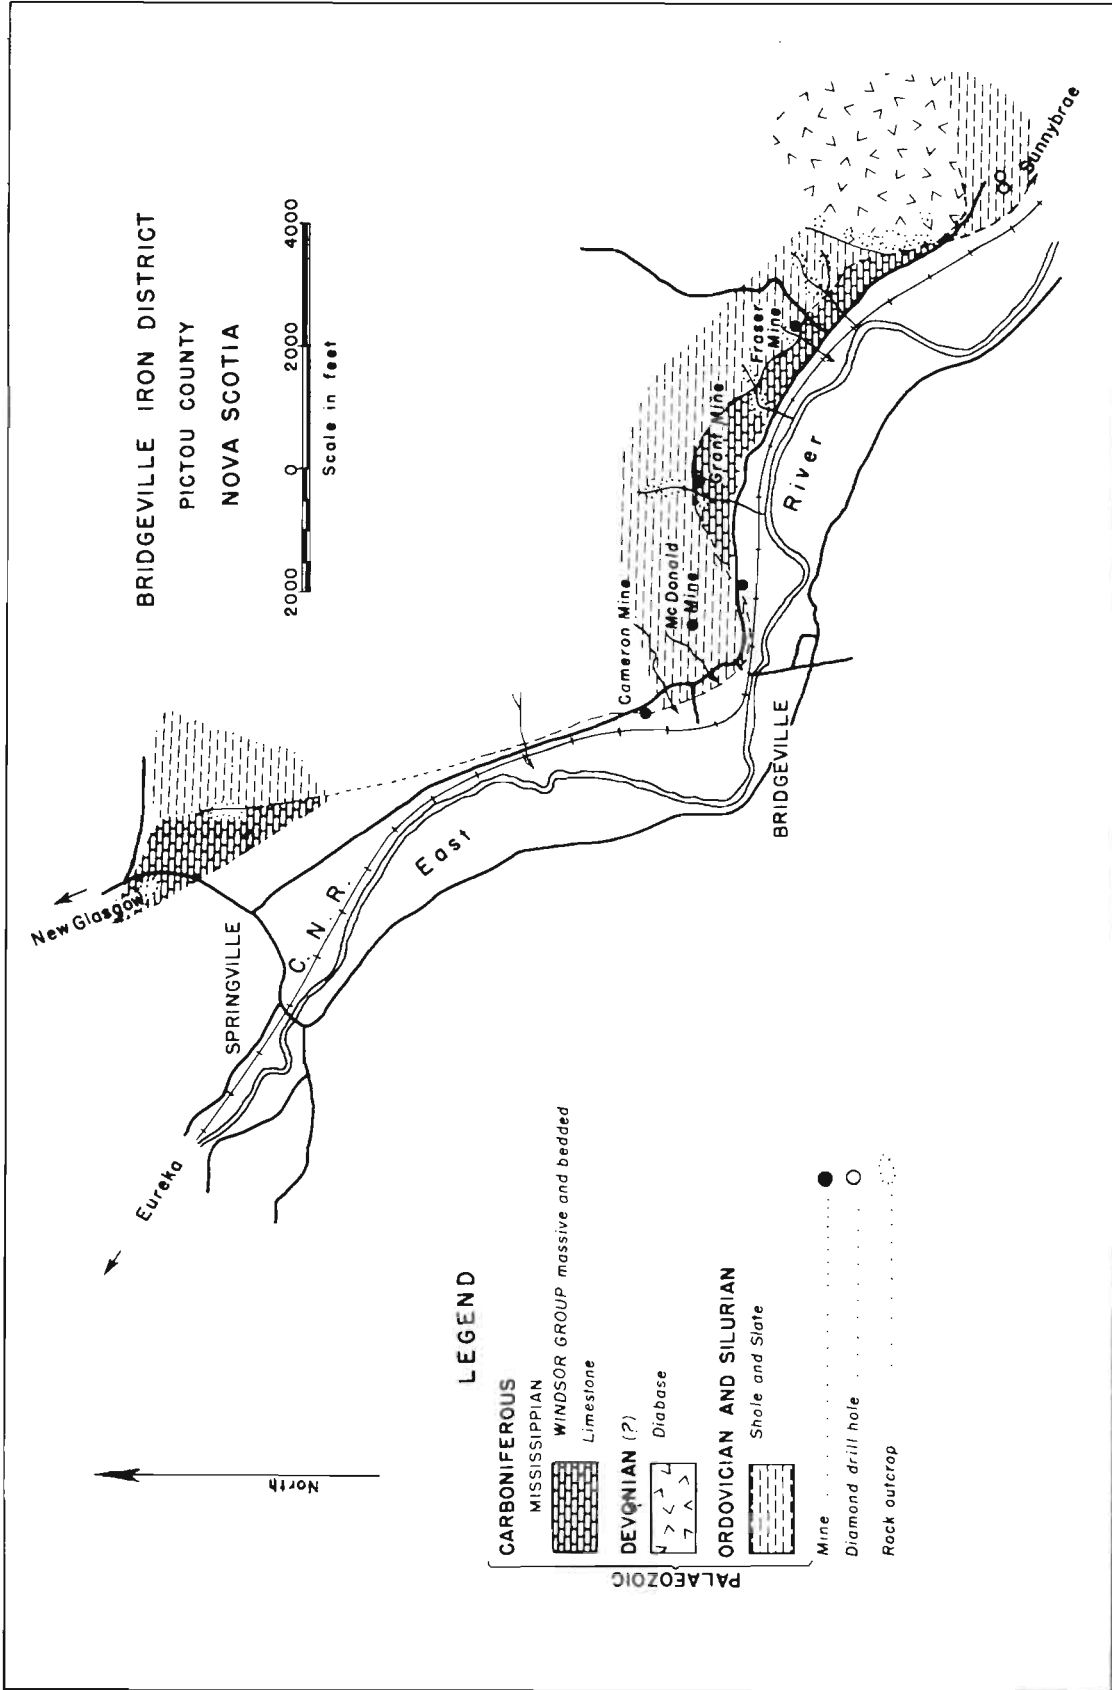 BRIDGEVILLE IRON DISTRICT
PICTOU COUNTY
NOVA SCOTIA
2000 0 2000 4000
Scale in feet
New Glasgow
SPRINGVILLE
Eureka
C. N. R.
East
River
BRIDGEVILLE
Cameron Mine
McDonald
Mine
Grant Mine
Fraser
Mine
Sunnybrae
North
LEGEND
PALAEOZOIC
CARBONIFEROUS
MISSISSIPPIAN
WINDSOR GROUP massive and bedded
Limestone
DEVONIAN (?)
Diabase
ORDOVICIAN AND SILURIAN
Shale and Slate
Mine
Diamond drill hole
Rock outcrop